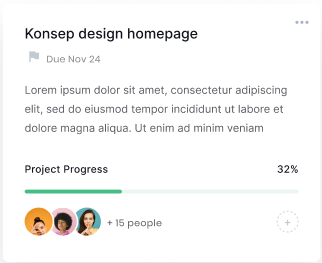 Konsep design homepage
Due Nov 24
Lorem ipsum dolor sit amet, consectetur adipiscing
elit, sed do eiusmod tempor incididunt ut labore et
dolore magna aliqua. Ut enim ad minim veniam
Project Progress 32%
+ 15 people